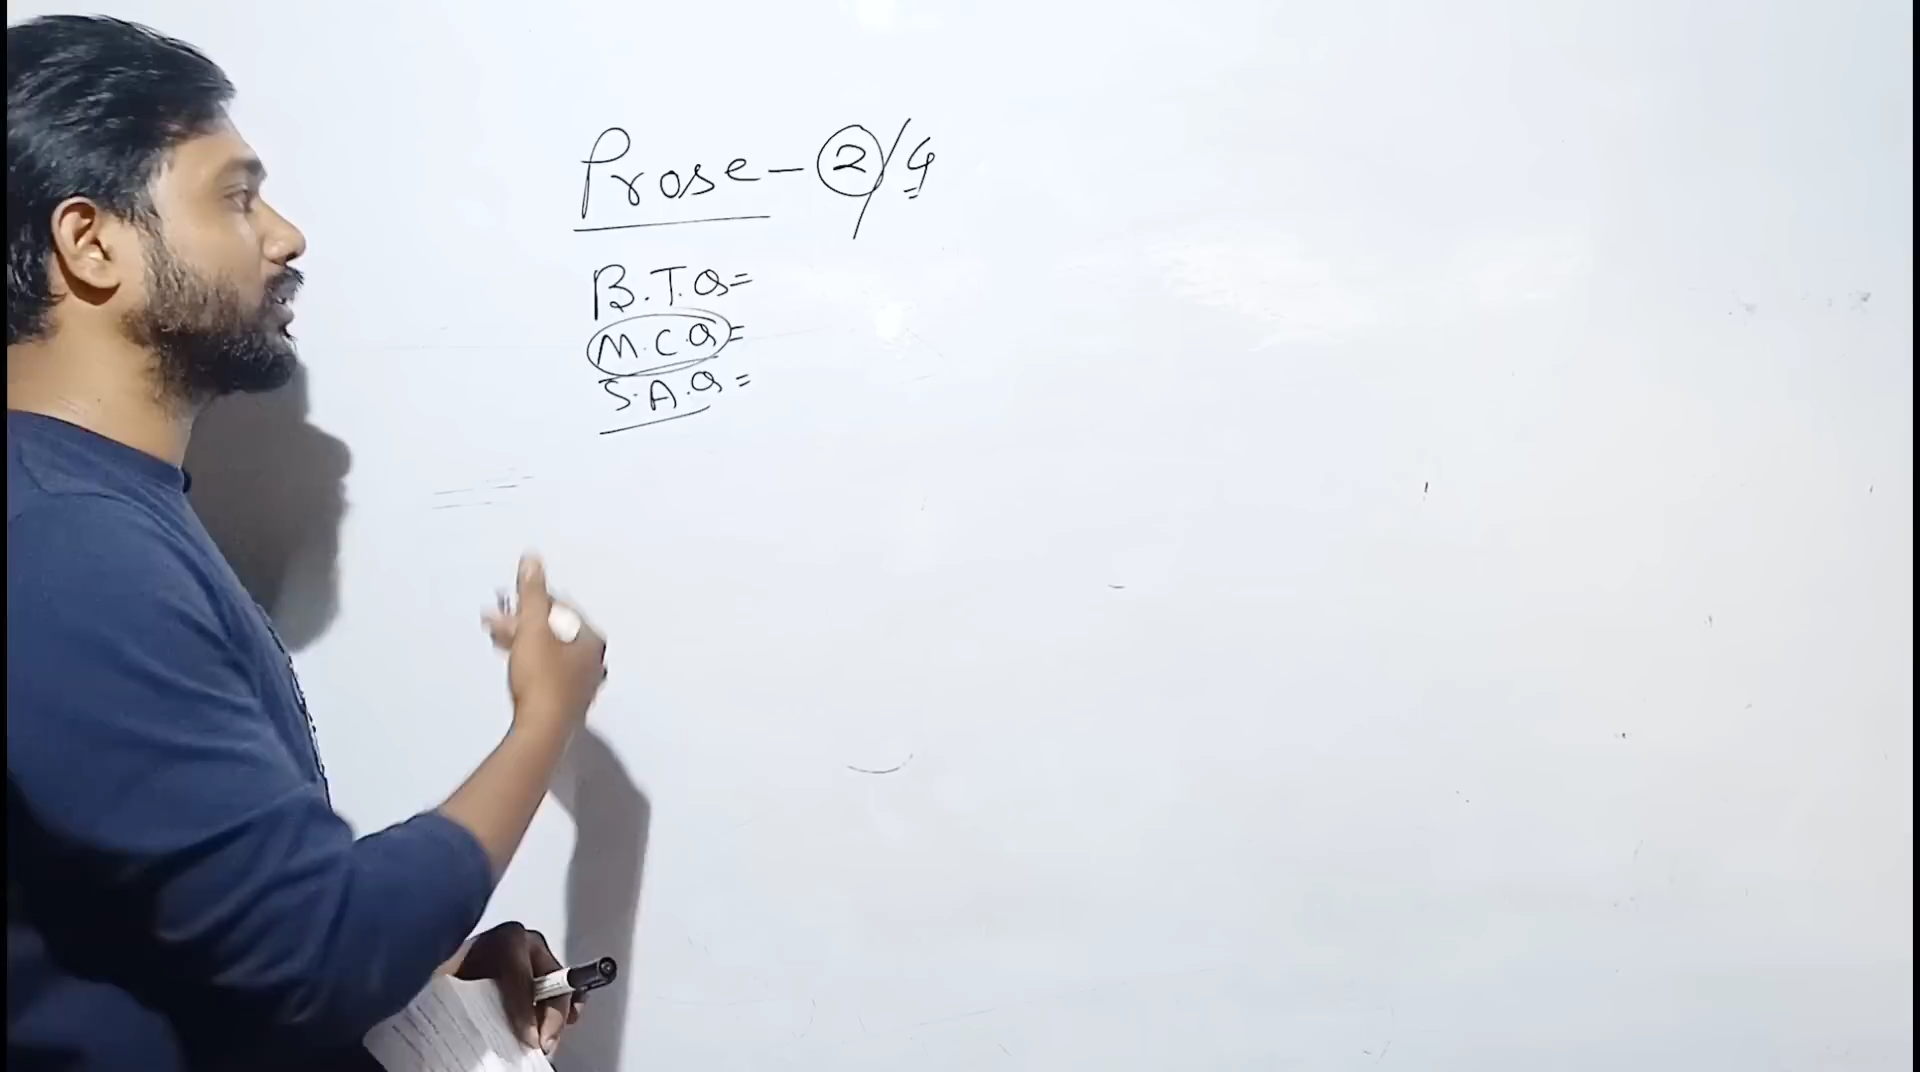 Prose - 2/4
B.T.Q =
M.C.Q =
S.A.Q =